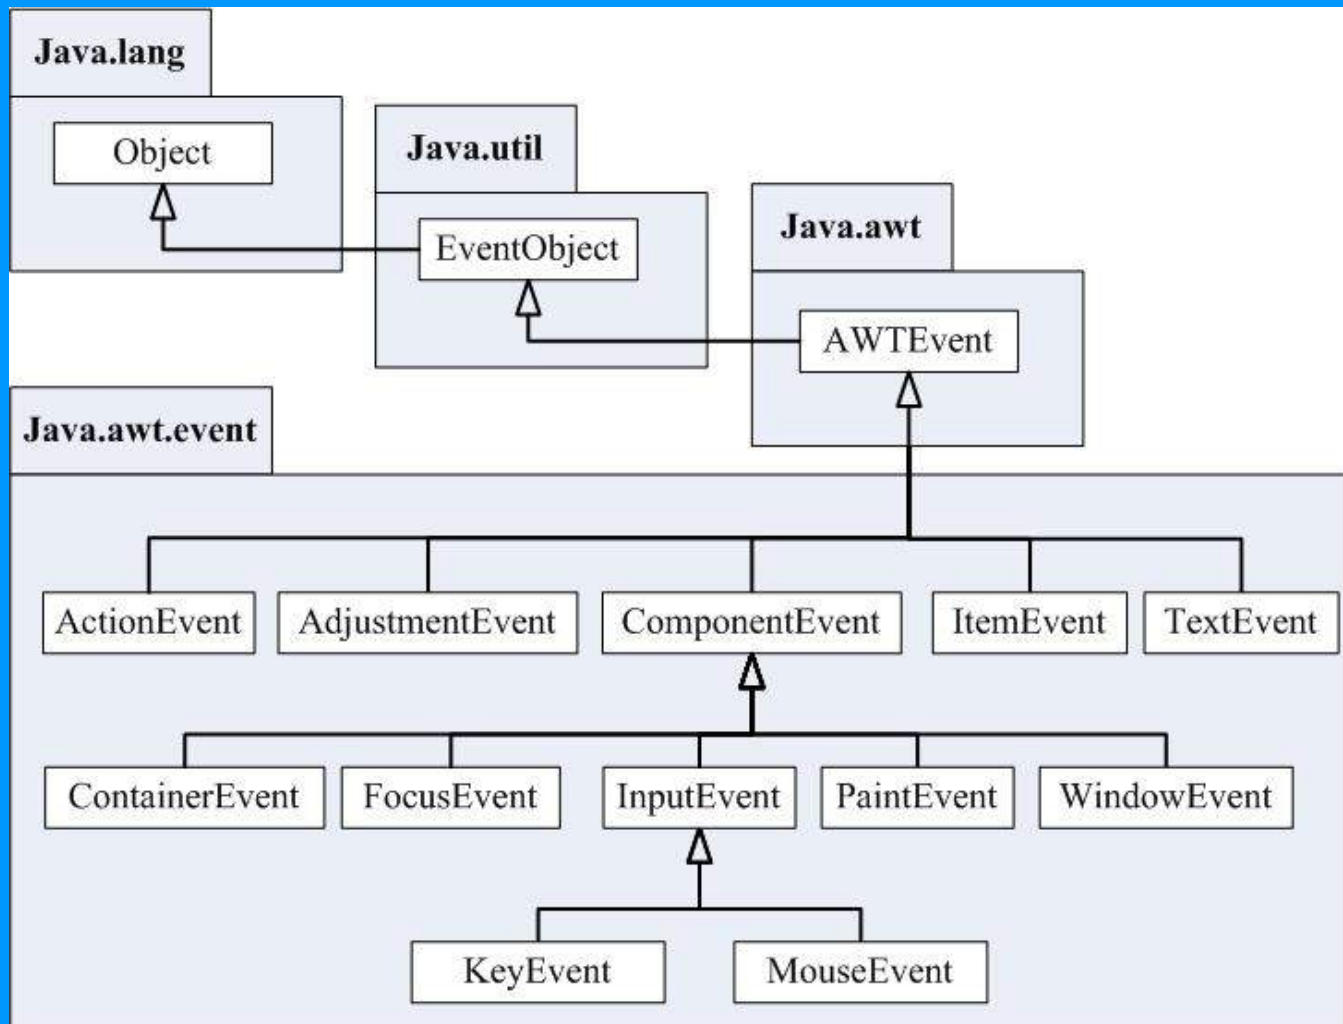 Java.lang
Object
Java.util
EventObject
Java.awt
AWTEvent
Java.awt.event
ActionEvent
AdjustmentEvent
ComponentEvent
ItemEvent
TextEvent
ContainerEvent
FocusEvent
InputEvent
PaintEvent
WindowEvent
KeyEvent
MouseEvent